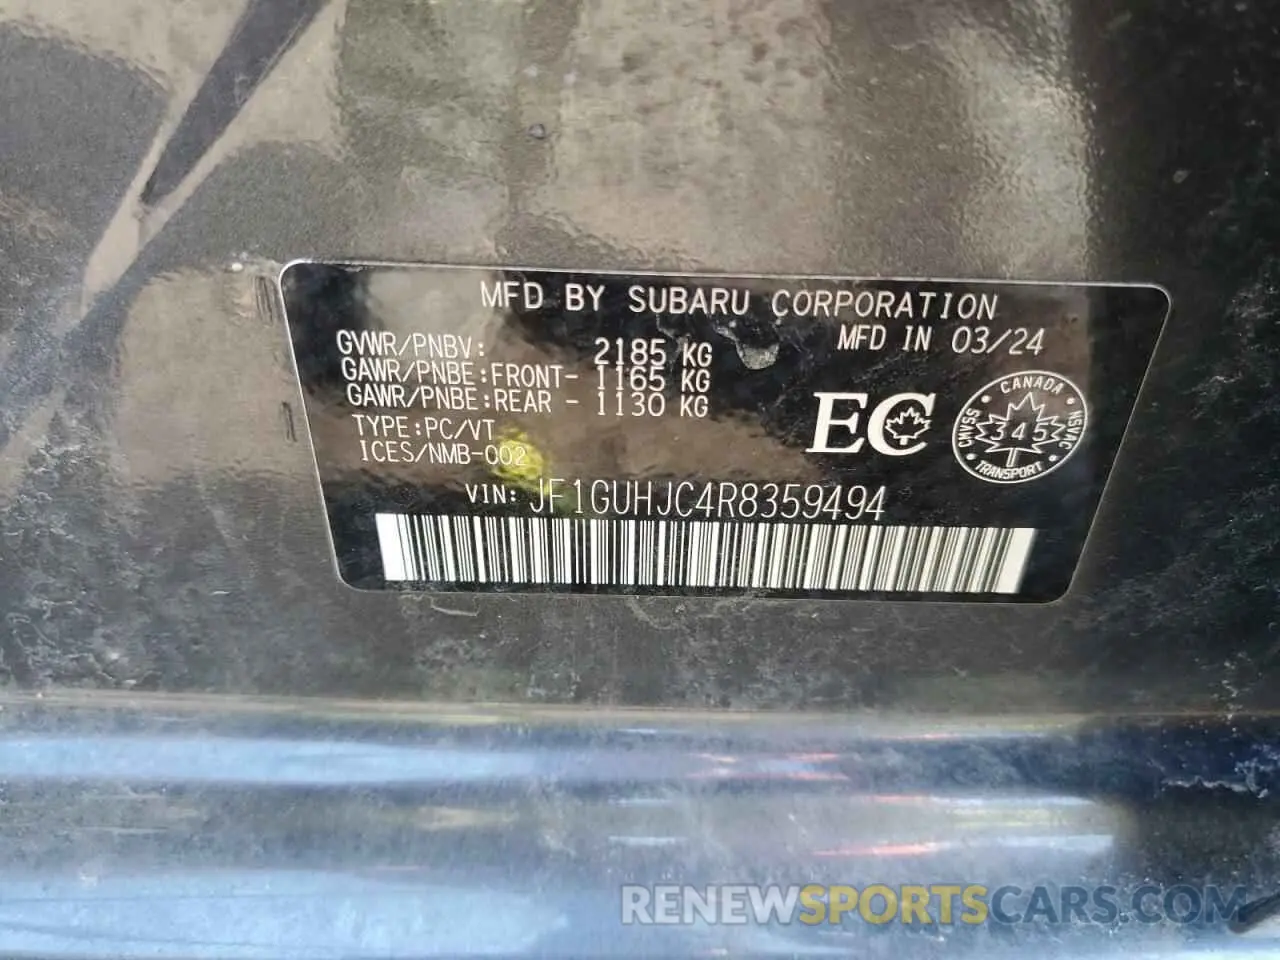 MFD BY SUBARU CORPORATION
GVWR/PNBV: 2185 KG MFD IN 03/24
GAWR/PNBE:FRONT- 1165 KG
GAWR/PNBE:REAR - 1130 KG
TYPE:PC/VT
ICES/NMB-002
EC
CANADA
CMVSS 345 NSVAC
TRANSPORT
VIN: JF1GUHJC4R8359494
RENEWSPORTSCARS.COM